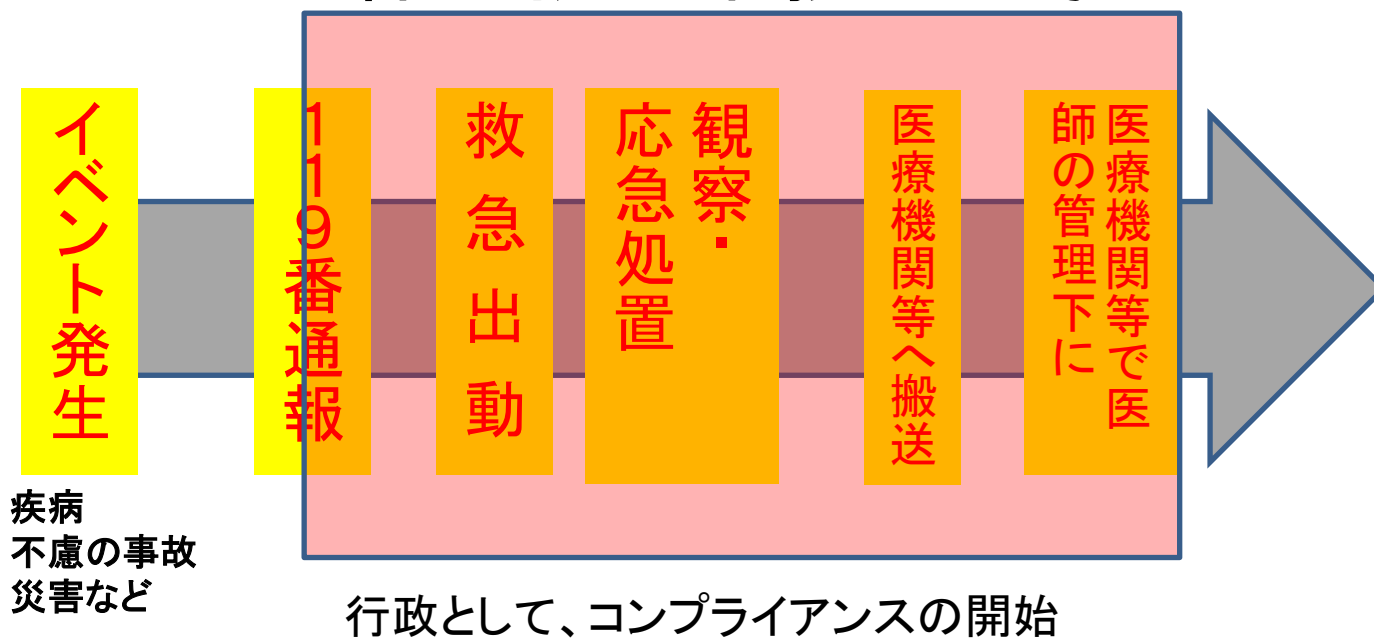 イベント発生
119番通報
救急出動
観察・
応急処置
医療機関等へ搬送
医療機関等で医
師の管理下に
疾病
不慮の事故
災害など
行政として、コンプライアンスの開始